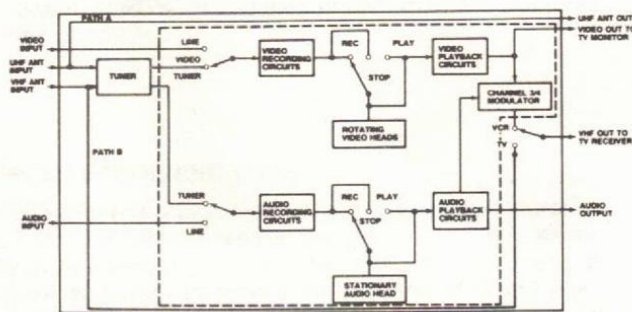 PATH A
UHF ANT OUT
VIDEO INPUT
LINE
REC
PLAY
VIDEO OUT TO TV MONITOR
UHF ANT INPUT
VHF ANT INPUT
TUNER
VIDEO
TUNER
VIDEO RECORDING CIRCUITS
STOP
VIDEO PLAYBACK CIRCUITS
CHANNEL 3/4 MODULATOR
ROTATING VIDEO HEADS
VCR
TV
VHF OUT TO TV RECEIVER
PATH B
TUNER
LINE
AUDIO INPUT
AUDIO RECORDING CIRCUITS
REC
PLAY
STOP
AUDIO PLAYBACK CIRCUITS
AUDIO OUTPUT
STATIONARY AUDIO HEAD